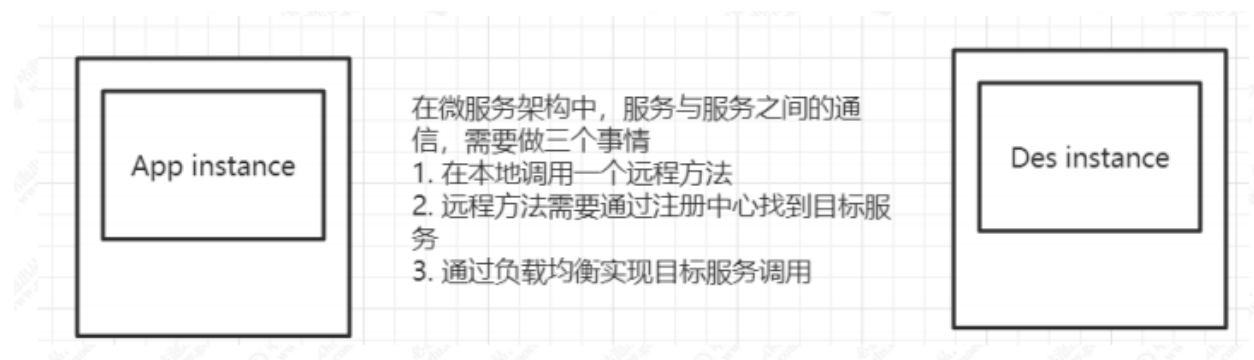 App instance
在微服务架构中，服务与服务之间的通
信，需要做三个事情
1. 在本地调用一个远程方法
2. 远程方法需要通过注册中心找到目标服
务
3. 通过负载均衡实现目标服务调用
Des instance